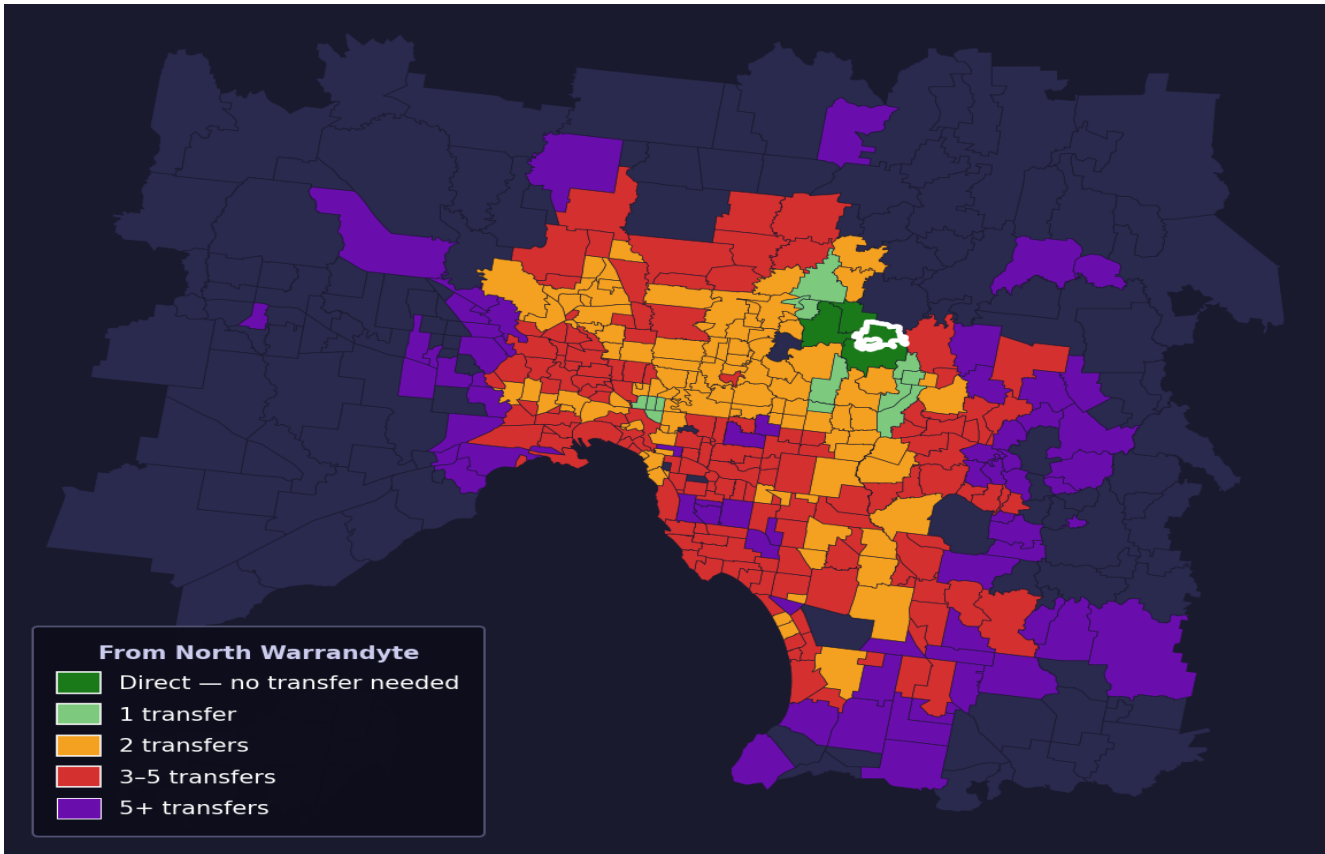 From North Warrandyte
Direct — no transfer needed
1 transfer
2 transfers
3–5 transfers
5+ transfers